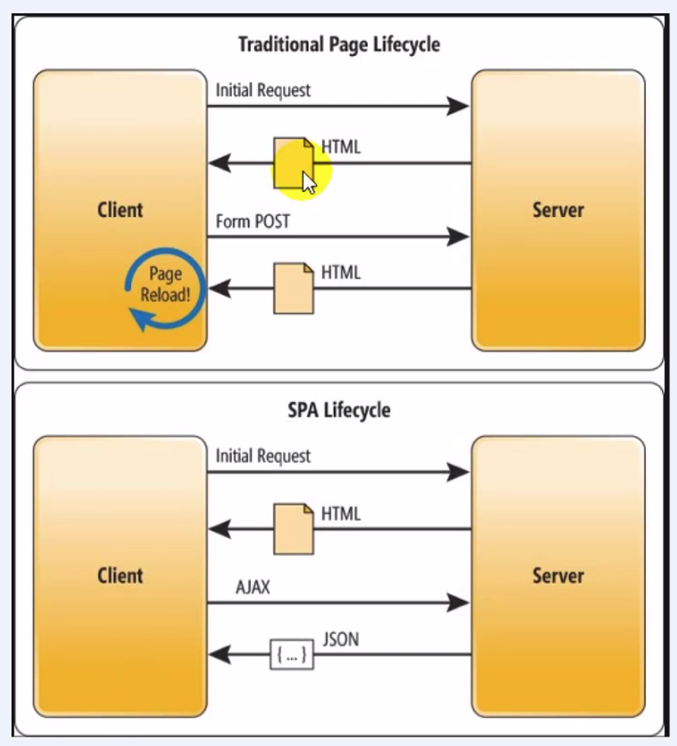 Traditional Page Lifecycle
Initial Request
HTML
Client
Server
Form POST
Page
Reload!
HTML
SPA Lifecycle
Initial Request
HTML
Client
Server
AJAX
JSON
{ ... }